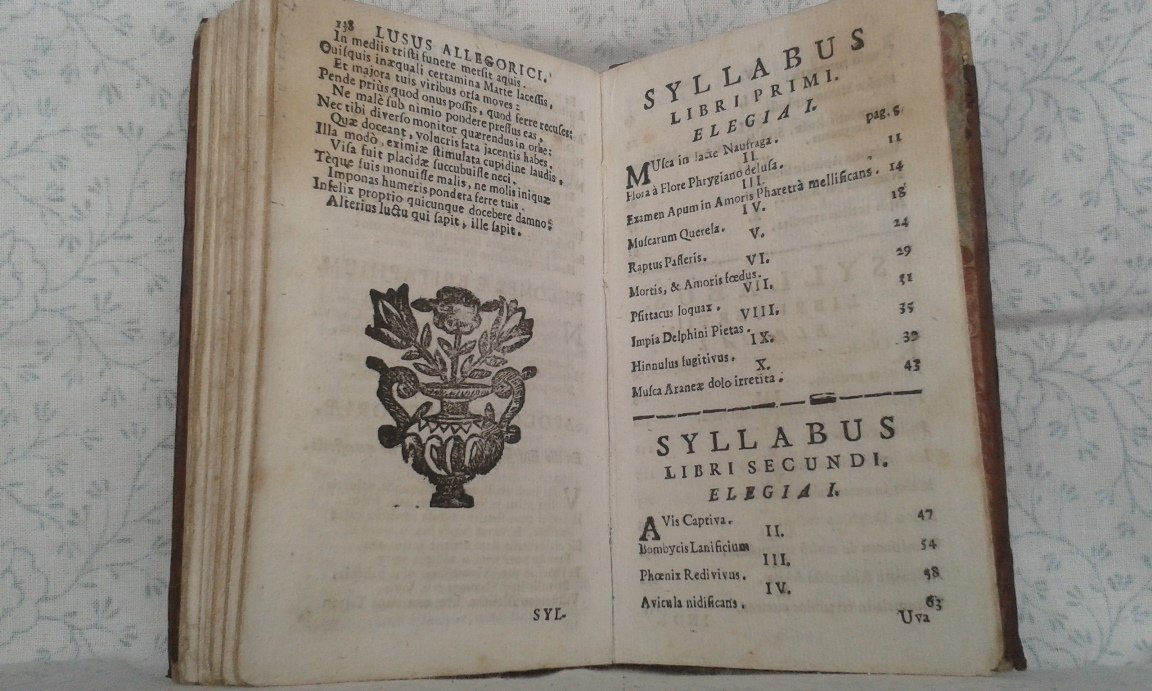 138 LUSUS ALLEGORICI,
In mediis tristi funere mersit aquis.
Quisquis inæquali certamina Marte lacessis,
Et majora tuis viribus orsa moves:
Pende priùs quod onus possis, quod ferre recuses;
Ne malè sub nimio pondere pressus eas,
Nec tibi diverso monitor quærendus in orbe:
Quæ doceant, volucris fata jacentis habes.
Illa modò, eximiæ stimulata cupidine laudis,
Visa fuit placidæ succubuisse neci.
Tèque suis monuisse malis, ne molis iniquæ
Imponas humeris pondera ferre tuis.
Infelix proprio quicunque docebere damno;
Alterius luctu qui sapit, ille sapit.
SYL-
SYLLABUS
LIBRI PRIMI.
ELEGIA I.
MUsca in lacte Naufraga. pag. 5.
II.
Flora à Flore Phrygiano delusa. 11
III.
Examen Apum in Amoris Pharetrà mellificans. 14
IV.
Muscarum Querela. 18
V.
Raptus Passeris. 24
VI.
Mortis, & Amoris fœdus. 29
VII.
Psittacus loquax. 31
VIII.
Impia Delphini Pietas. 35
IX.
Hinnulus fugitivus. 39
X.
Musca Araneæ dolo irretita. 43
SYLLABUS
LIBRI SECUNDI.
ELEGIA I.
AVis Captiva. 47
II.
Bombycis Lanificium 54
III.
Phœnix Redivivus. 58
IV.
Avicula nidificans. 63
Uva